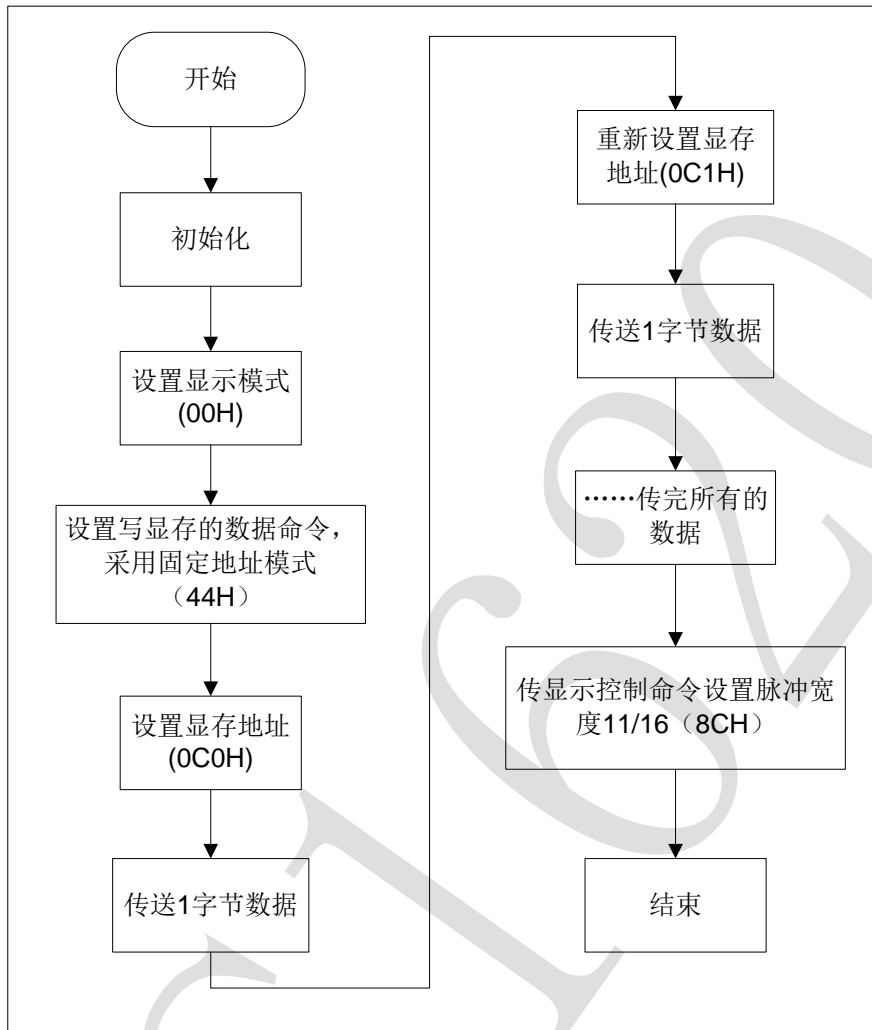 开始
初始化
设置显示模式
(00H)
设置写显存的数据命令，
采用固定地址模式
（44H）
设置显存地址
(0C0H)
传送1字节数据
重新设置显存
地址(0C1H)
传送1字节数据
……传完所有的
数据
传显示控制命令设置脉冲宽
度11/16（8CH）
结束